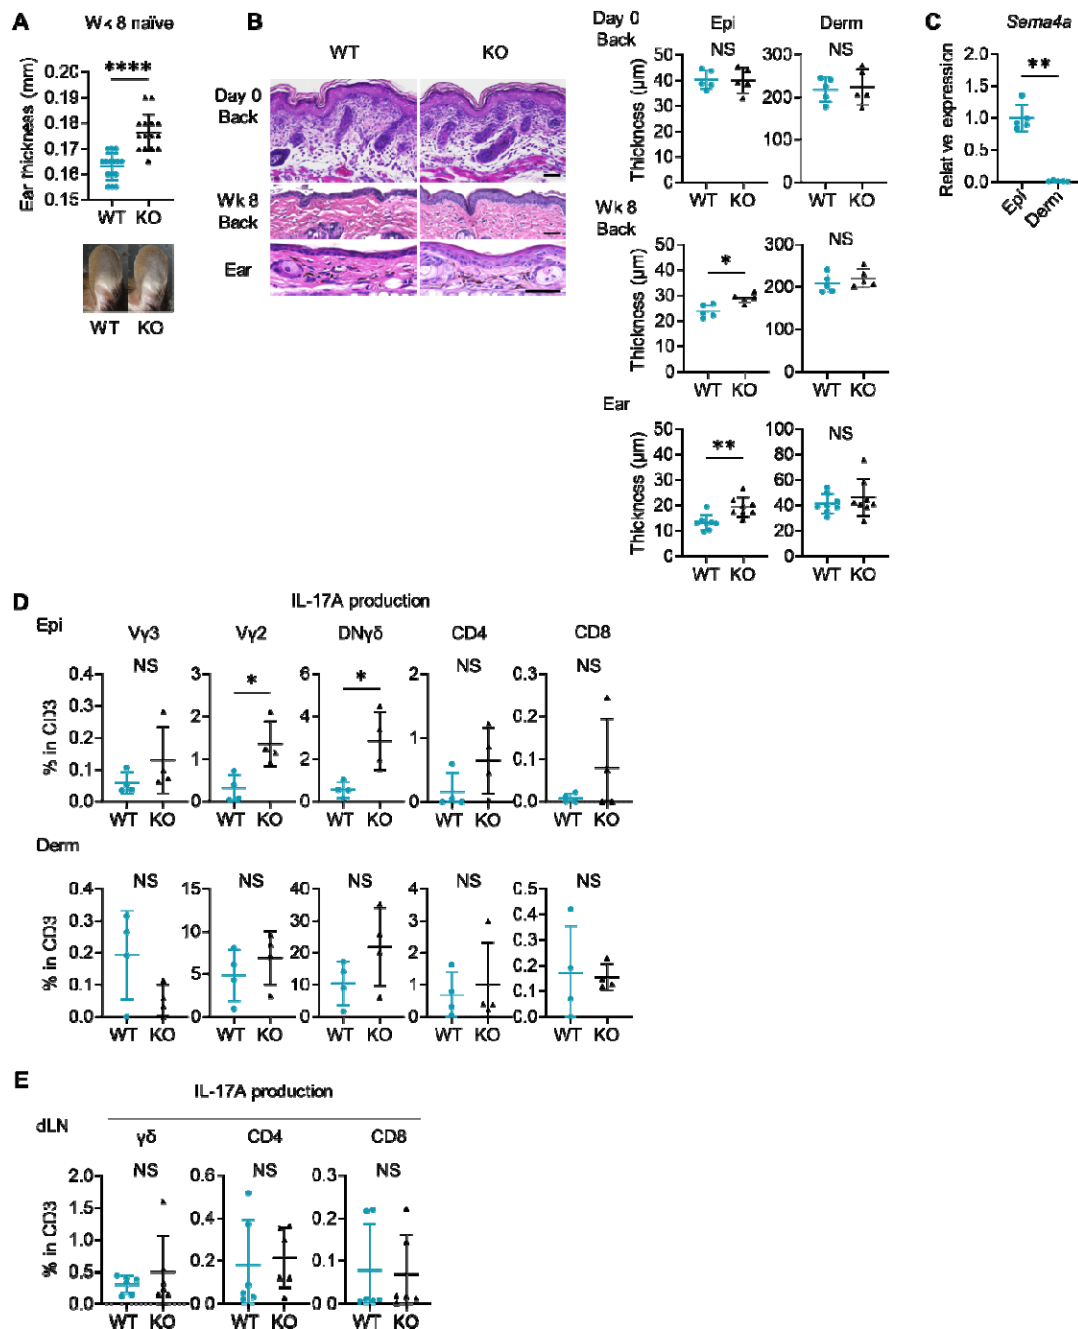 A
Wk 8 naïve
****
Ear thickness (mm)
0.20
0.19
0.18
0.17
0.16
0.15
WT KO
WT KO
B
WT KO
Day 0
Back
Wk 8
Back
Ear
Day 0
Back
Epi Derm
NS NS
Thickness (µm)
50
40
30
20
10
0
300
200
100
0
WT KO WT KO
Wk 8
Back
* NS
Thickness (µm)
50
40
30
20
10
0
300
200
100
0
WT KO WT KO
Ear
** NS
Thickness (µm)
50
40
30
20
10
0
100
80
60
40
20
0
WT KO WT KO
C
Sema4a
**
Relative expression
2.0
1.5
1.0
0.5
0.0
Epi
Derm
D
IL-17A production
Epi
Vγ3 Vγ2 DNγδ CD4 CD8
NS * * NS NS
% in CD3
0.4
0.3
0.2
0.1
0.0
3
2
1
0
6
4
2
0
2
1
0
0.3
0.2
0.1
0.0
WT KO WT KO WT KO WT KO WT KO
Derm
NS NS NS NS NS
% in CD3
0.4
0.3
0.2
0.1
0.0
15
10
5
0
40
30
20
10
0
4
3
2
1
0
0.5
0.4
0.3
0.2
0.1
0.0
WT KO WT KO WT KO WT KO WT KO
E
IL-17A production
dLN
γδ CD4 CD8
NS NS NS
% in CD3
2.0
1.5
1.0
0.5
0.0
0.6
0.4
0.2
0.0
0.3
0.2
0.1
0.0
WT KO WT KO WT KO